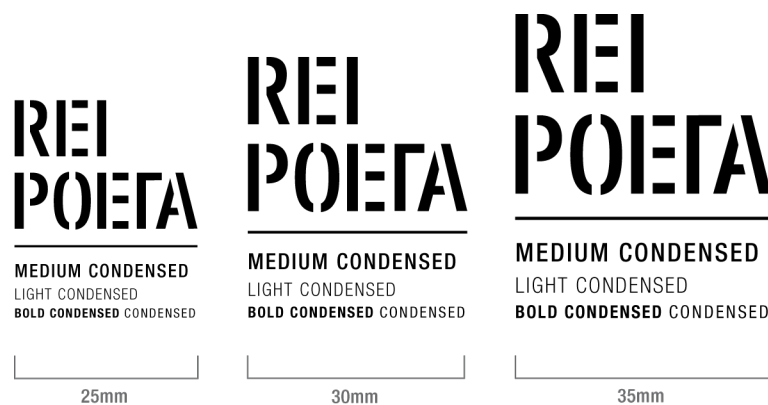 REI
POETA
MEDIUM CONDENSED
LIGHT CONDENSED
BOLD CONDENSED CONDENSED
25mm
REI
POETA
MEDIUM CONDENSED
LIGHT CONDENSED
BOLD CONDENSED CONDENSED
30mm
REI
POETA
MEDIUM CONDENSED
LIGHT CONDENSED
BOLD CONDENSED CONDENSED
35mm